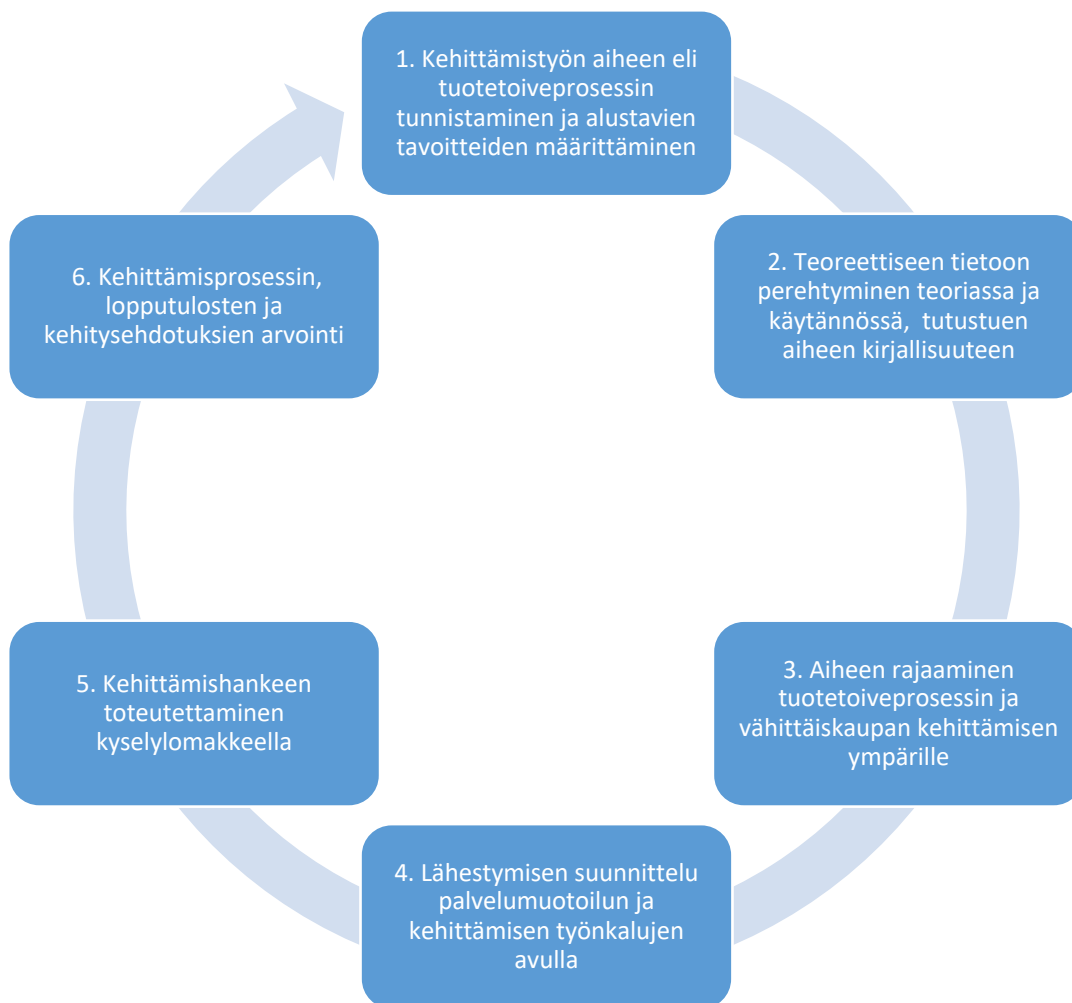 1. Kehittämistyön aiheen eli
tuotetoiveprosessin
tunnistaminen ja alustavien
tavoitteiden määrittäminen
2. Teoreettiseen tietoon
perehtyminen teoriassa ja
käytännössä, tutustuen
aiheen kirjallisuuteen
3. Aiheen rajaaminen
tuotetoiveprosessin ja
vähittäiskaupan kehittämisen
ympärille
4. Lähestymisen suunnittelu
palvelumuotoilun ja
kehittämisen työnkalujen
avulla
5. Kehittämishankeen
toteutettaminen
kyselylomakkeella
6. Kehittämisprosessin,
lopputulosten ja
kehitysehdotuksien arvointi